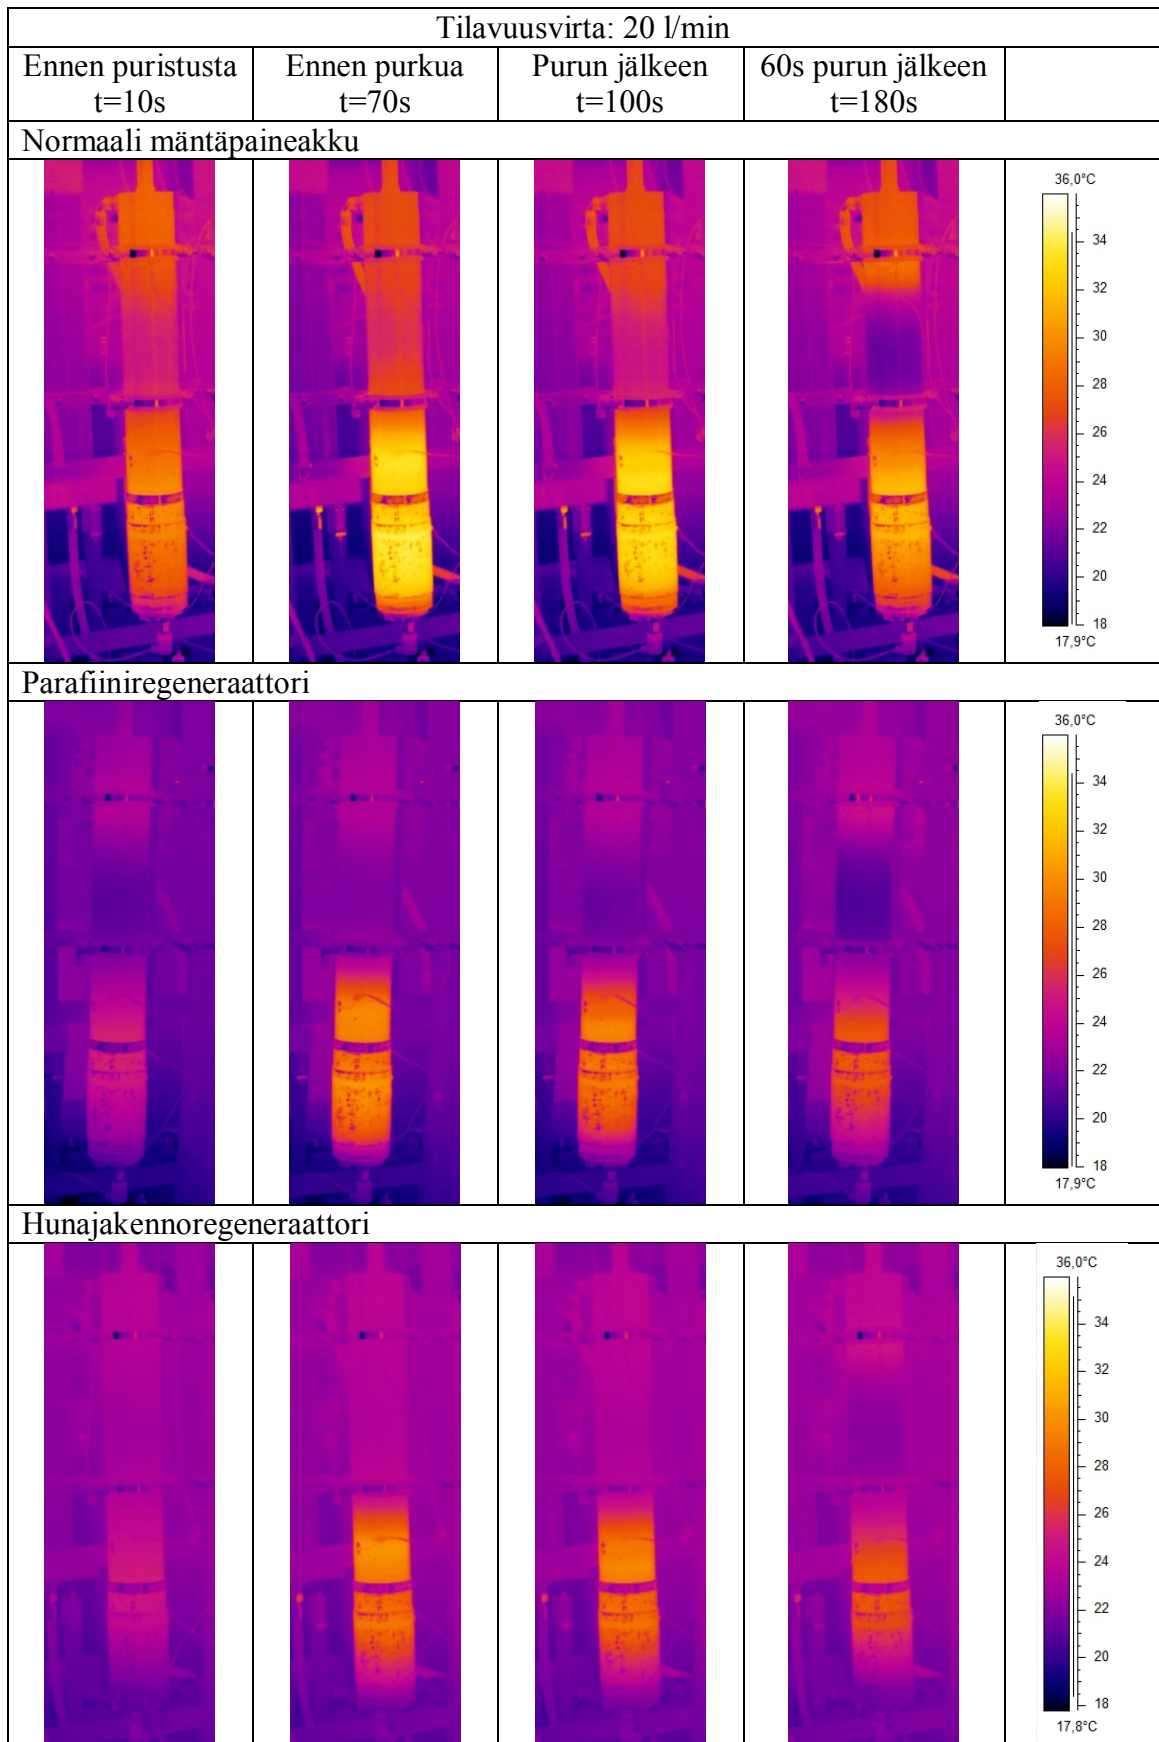 Tilavuusvirta: 20 l/min
Ennen puristusta
t=10s
Ennen purkua
t=70s
Purun jälkeen
t=100s
60s purun jälkeen
t=180s
Normaali mäntäpaineakku
36,0°C
34
32
30
28
26
24
22
20
18
17,9°C
Parafiiniregeneraattori
36,0°C
34
32
30
28
26
24
22
20
18
17,9°C
Hunajakennoregeneraattori
36,0°C
34
32
30
28
26
24
22
20
18
17,8°C